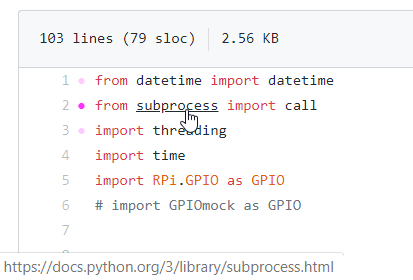 103 lines (79 sloc) 2.56 KB
1 from datetime import datetime
2 from subprocess import call
3 import threading
4 import time
5 import RPi.GPIO as GPIO
6 # import GPIOmock as GPIO
7
https://docs.python.org/3/library/subprocess.html